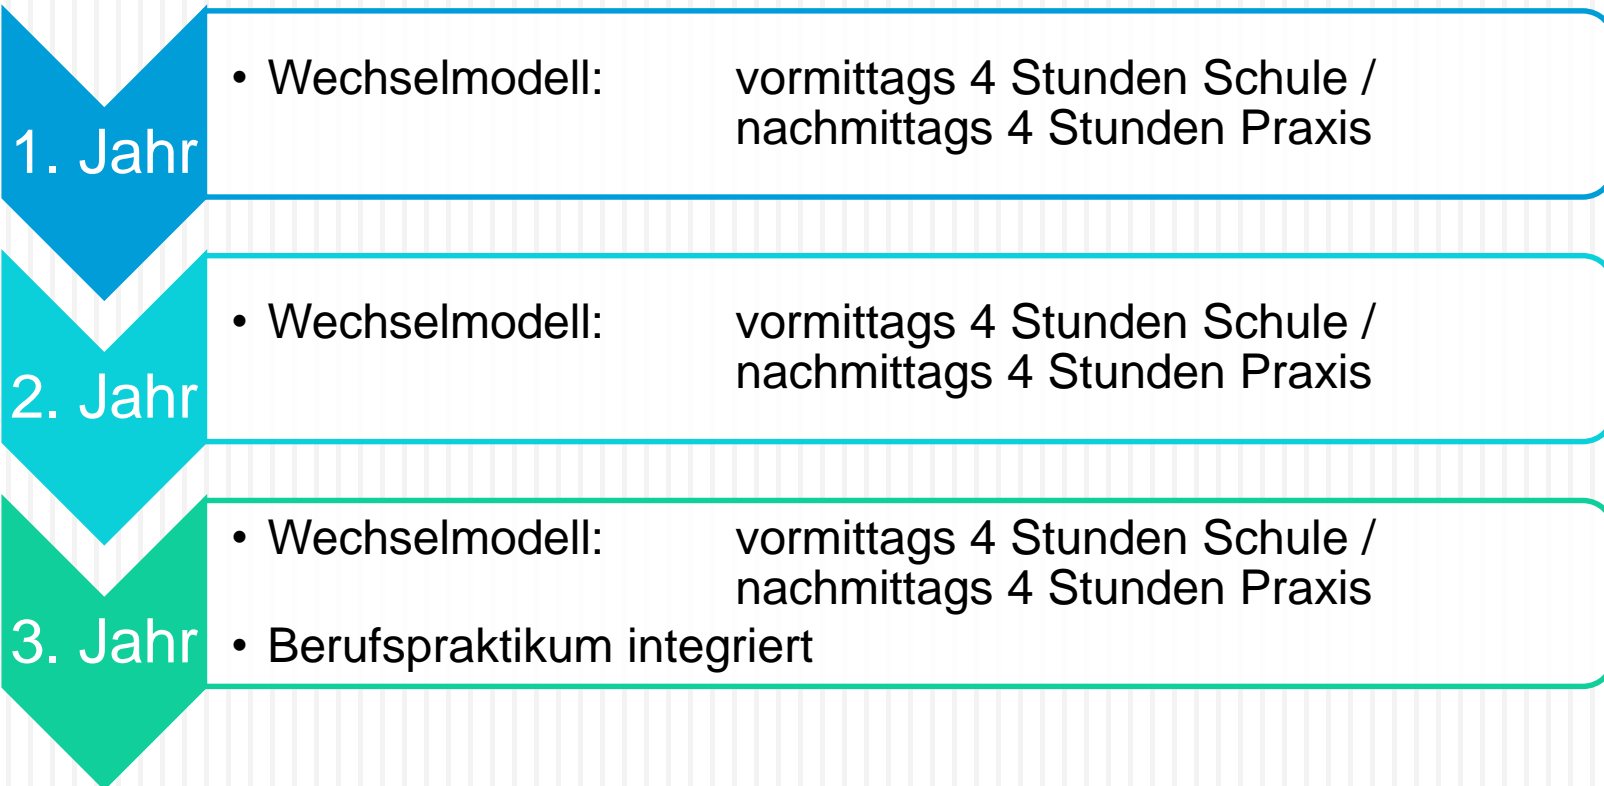 1. Jahr
• Wechselmodell: vormittags 4 Stunden Schule /
nachmittags 4 Stunden Praxis
2. Jahr
• Wechselmodell: vormittags 4 Stunden Schule /
nachmittags 4 Stunden Praxis
3. Jahr
• Wechselmodell: vormittags 4 Stunden Schule /
nachmittags 4 Stunden Praxis
• Berufspraktikum integriert